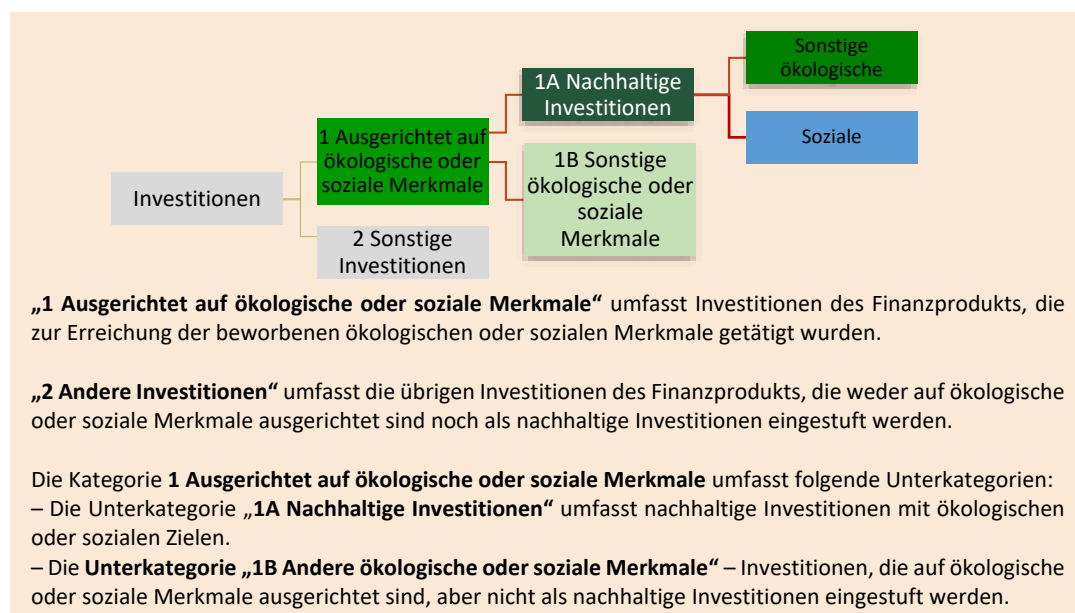 Sonstige
ökologische
1A Nachhaltige
Investitionen
Soziale
1 Ausgerichtet auf
ökologische oder
soziale Merkmale
1B Sonstige
ökologische oder
soziale
Merkmale
Investitionen
2 Sonstige
Investitionen
„1 Ausgerichtet auf ökologische oder soziale Merkmale“ umfasst Investitionen des Finanzprodukts, die
zur Erreichung der beworbenen ökologischen oder sozialen Merkmale getätigt wurden.
„2 Andere Investitionen“ umfasst die übrigen Investitionen des Finanzprodukts, die weder auf ökologische
oder soziale Merkmale ausgerichtet sind noch als nachhaltige Investitionen eingestuft werden.
Die Kategorie 1 Ausgerichtet auf ökologische oder soziale Merkmale umfasst folgende Unterkategorien:
– Die Unterkategorie „1A Nachhaltige Investitionen“ umfasst nachhaltige Investitionen mit ökologischen
oder sozialen Zielen.
– Die Unterkategorie „1B Andere ökologische oder soziale Merkmale“ – Investitionen, die auf ökologische
oder soziale Merkmale ausgerichtet sind, aber nicht als nachhaltige Investitionen eingestuft werden.